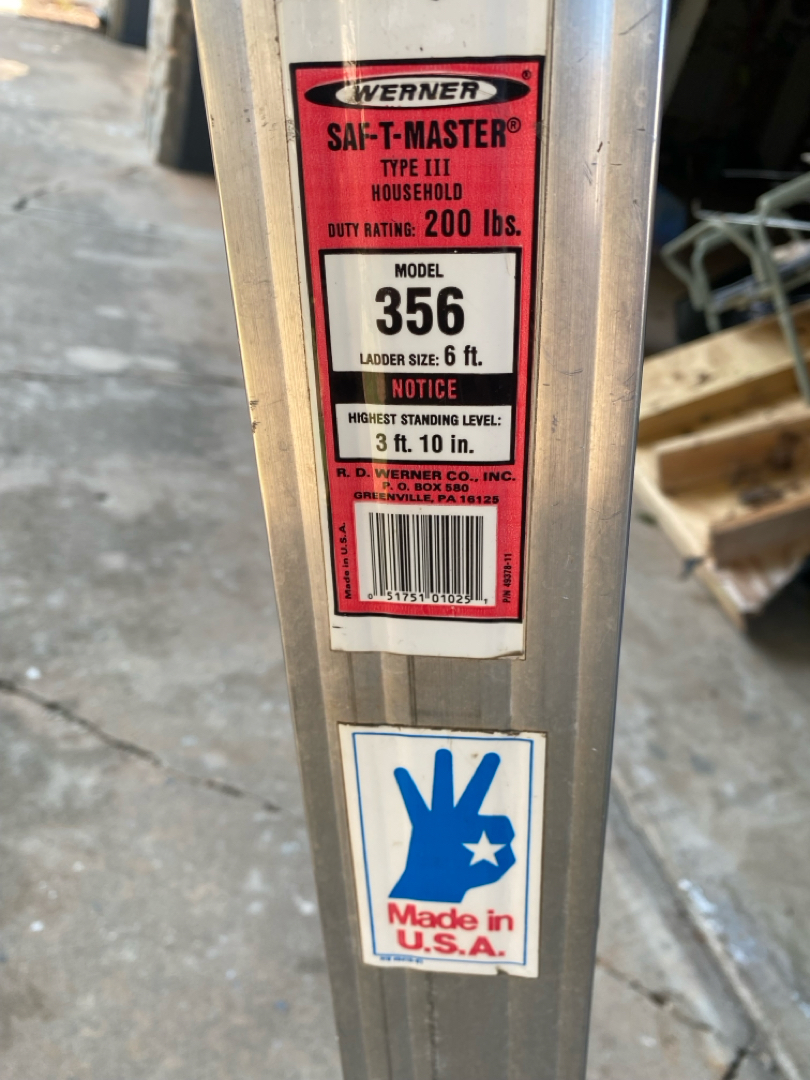 WERNER®
SAF-T-MASTER®
TYPE III
HOUSEHOLD
DUTY RATING: 200 lbs.
MODEL
356
LADDER SIZE: 6 ft.
NOTICE
HIGHEST STANDING LEVEL:
3 ft. 10 in.
R. D. WERNER CO., INC.
P. O. BOX 580
GREENVILLE, PA 16125
Made in U.S.A.
0 51751 01025 1
P/N 49378-11
Made in
U.S.A.